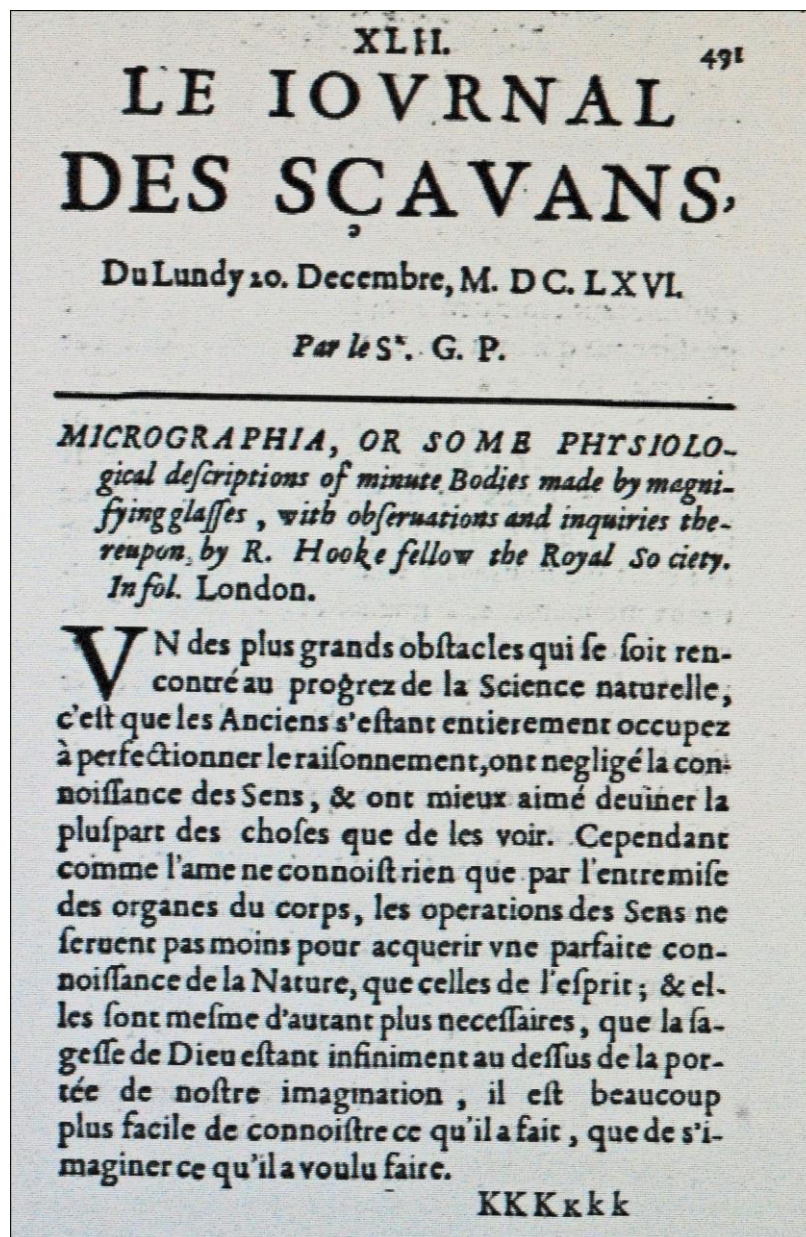 XLII.
491
LE IOVRNAL
DES SÇAVANS,
Du Lundy 20. Decembre, M. DC. LXVI.
Par le Sr. G. P.
MICROGRAPHIA, OR SOME PHYSIOLO-
gical deſcriptions of minute Bodies made by magni-
fying glaſſes, with obſeruations and inquiries the-
reupon, by R. Hooke fellow the Royal So ciety.
In fol. London.
VN des plus grands obſtacles qui ſe ſoit ren-
contré au progrez de la Science naturelle,
c'eſt que les Anciens s'eſtant entierement occupez
à perfectionner le raiſonnement, ont negligé la con-
noiſſance des Sens, & ont mieux aimé deuiner la
pluſpart des choſes que de les voir. Cependant
comme l'ame ne connoiſt rien que par l'entremiſe
des organes du corps, les operations des Sens ne
ſeruent pas moins pour acquerir vne parfaite con-
noiſſance de la Nature, que celles de l'eſprit; & el-
les ſont meſme d'autant plus neceſſaires, que la ſa-
geſſe de Dieu eſtant infiniment au deſſus de la por-
tée de noſtre imagination, il eſt beaucoup
plus facile de connoiſtre ce qu'il a fait, que de s'i-
maginer ce qu'il a voulu faire.
KKKĸkk